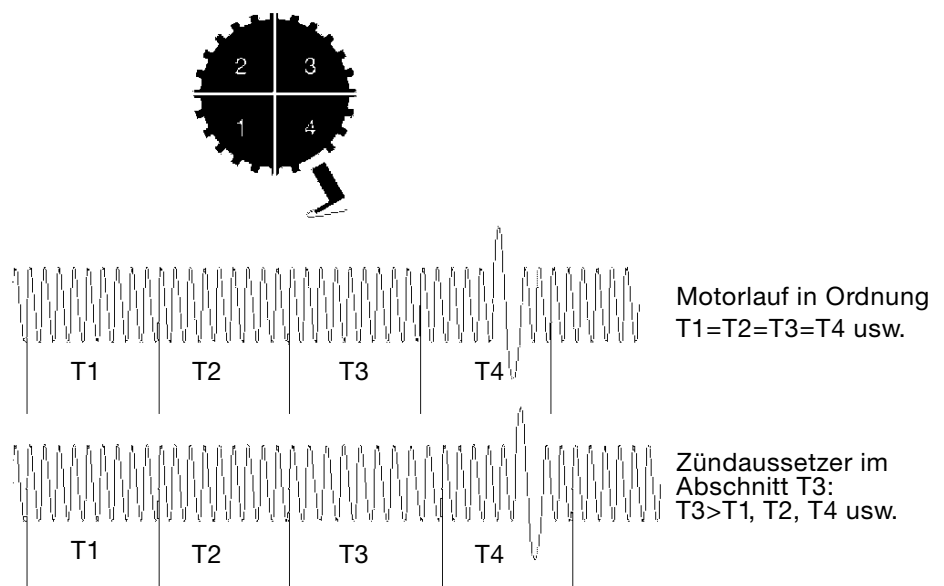 2 3
1 4
Motorlauf in Ordnung
T1=T2=T3=T4 usw.
T1 T2 T3 T4
Zündaussetzer im
Abschnitt T3:
T3>T1, T2, T4 usw.
T1 T2 T3 T4